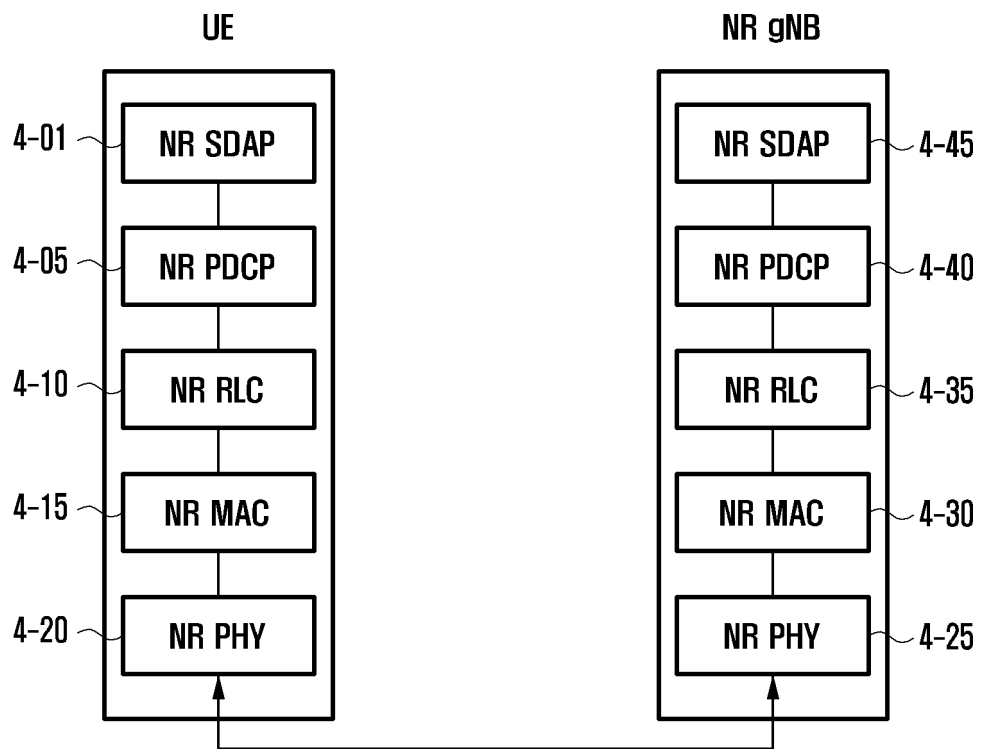 UE NR gNB
4-01 NR SDAP NR SDAP 4-45
4-05 NR PDCP NR PDCP 4-40
4-10 NR RLC NR RLC 4-35
4-15 NR MAC NR MAC 4-30
4-20 NR PHY NR PHY 4-25